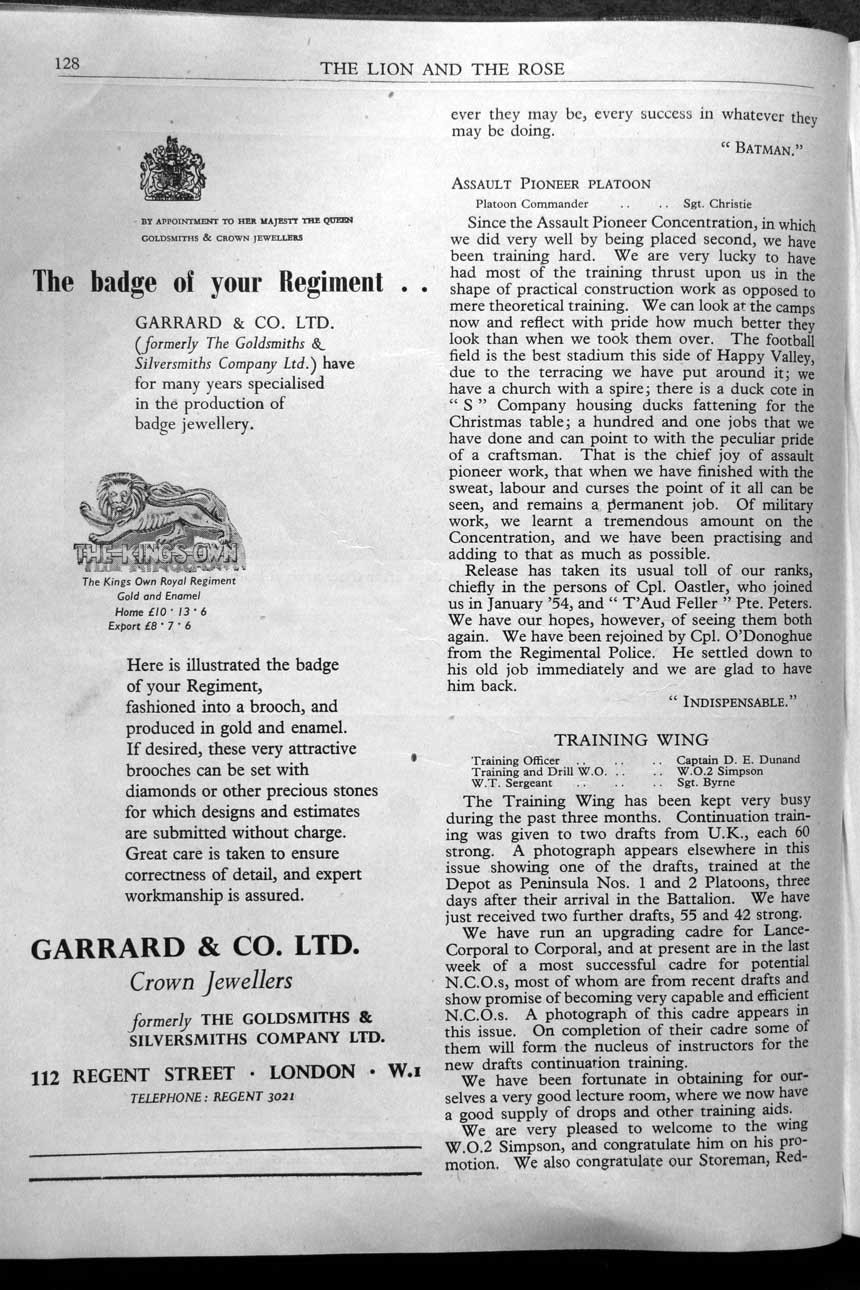 128
THE LION AND THE ROSE
BY APPOINTMENT TO HER MAJESTY THE QUEEN
GOLDSMITHS & CROWN JEWELLERS
The badge of your Regiment . .
GARRARD & CO. LTD.
(formerly The Goldsmiths &
Silversmiths Company Ltd.) have
for many years specialised
in the production of
badge jewellery.
THE KING'S OWN
The Kings Own Royal Regiment
Gold and Enamel
Home £10 · 13 · 6
Export £8 · 7 · 6
Here is illustrated the badge
of your Regiment,
fashioned into a brooch, and
produced in gold and enamel.
If desired, these very attractive
brooches can be set with
diamonds or other precious stones
for which designs and estimates
are submitted without charge.
Great care is taken to ensure
correctness of detail, and expert
workmanship is assured.
GARRARD & CO. LTD.
Crown Jewellers
formerly THE GOLDSMITHS &
SILVERSMITHS COMPANY LTD.
112 REGENT STREET · LONDON · W.1
TELEPHONE: REGENT 3021
ever they may be, every success in whatever they
may be doing.
" BATMAN."
ASSAULT PIONEER PLATOON
Platoon Commander .. .. Sgt. Christie
Since the Assault Pioneer Concentration, in which
we did very well by being placed second, we have
been training hard. We are very lucky to have
had most of the training thrust upon us in the
shape of practical construction work as opposed to
mere theoretical training. We can look at the camps
now and reflect with pride how much better they
look than when we took them over. The football
field is the best stadium this side of Happy Valley,
due to the terracing we have put around it; we
have a church with a spire; there is a duck cote in
" S " Company housing ducks fattening for the
Christmas table; a hundred and one jobs that we
have done and can point to with the peculiar pride
of a craftsman. That is the chief joy of assault
pioneer work, that when we have finished with the
sweat, labour and curses the point of it all can be
seen, and remains a permanent job. Of military
work, we learnt a tremendous amount on the
Concentration, and we have been practising and
adding to that as much as possible.
Release has taken its usual toll of our ranks,
chiefly in the persons of Cpl. Oastler, who joined
us in January '54, and " T'Aud Feller " Pte. Peters.
We have our hopes, however, of seeing them both
again. We have been rejoined by Cpl. O'Donoghue
from the Regimental Police. He settled down to
his old job immediately and we are glad to have
him back.
" INDISPENSABLE."
TRAINING WING
Training Officer .. .. .. Captain D. E. Dunand
Training and Drill W.O. .. .. W.O.2 Simpson
W.T. Sergeant .. .. .. Sgt. Byrne
The Training Wing has been kept very busy
during the past three months. Continuation train-
ing was given to two drafts from U.K., each 60
strong. A photograph appears elsewhere in this
issue showing one of the drafts, trained at the
Depot as Peninsula Nos. 1 and 2 Platoons, three
days after their arrival in the Battalion. We have
just received two further drafts, 55 and 42 strong.
We have run an upgrading cadre for Lance-
Corporal to Corporal, and at present are in the last
week of a most successful cadre for potential
N.C.O.s, most of whom are from recent drafts and
show promise of becoming very capable and efficient
N.C.O.s. A photograph of this cadre appears in
this issue. On completion of their cadre some of
them will form the nucleus of instructors for the
new drafts continuation training.
We have been fortunate in obtaining for our-
selves a very good lecture room, where we now have
a good supply of drops and other training aids.
We are very pleased to welcome to the wing
W.O.2 Simpson, and congratulate him on his pro-
motion. We also congratulate our Storeman, Red-